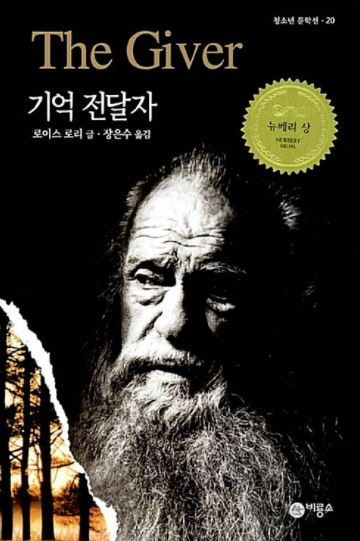 청소년 문학선 · 20
The Giver
기억 전달자
로이스 로리 글 · 장은수 옮김
뉴베리 상
NEWBERY
MEDAL
비룡소